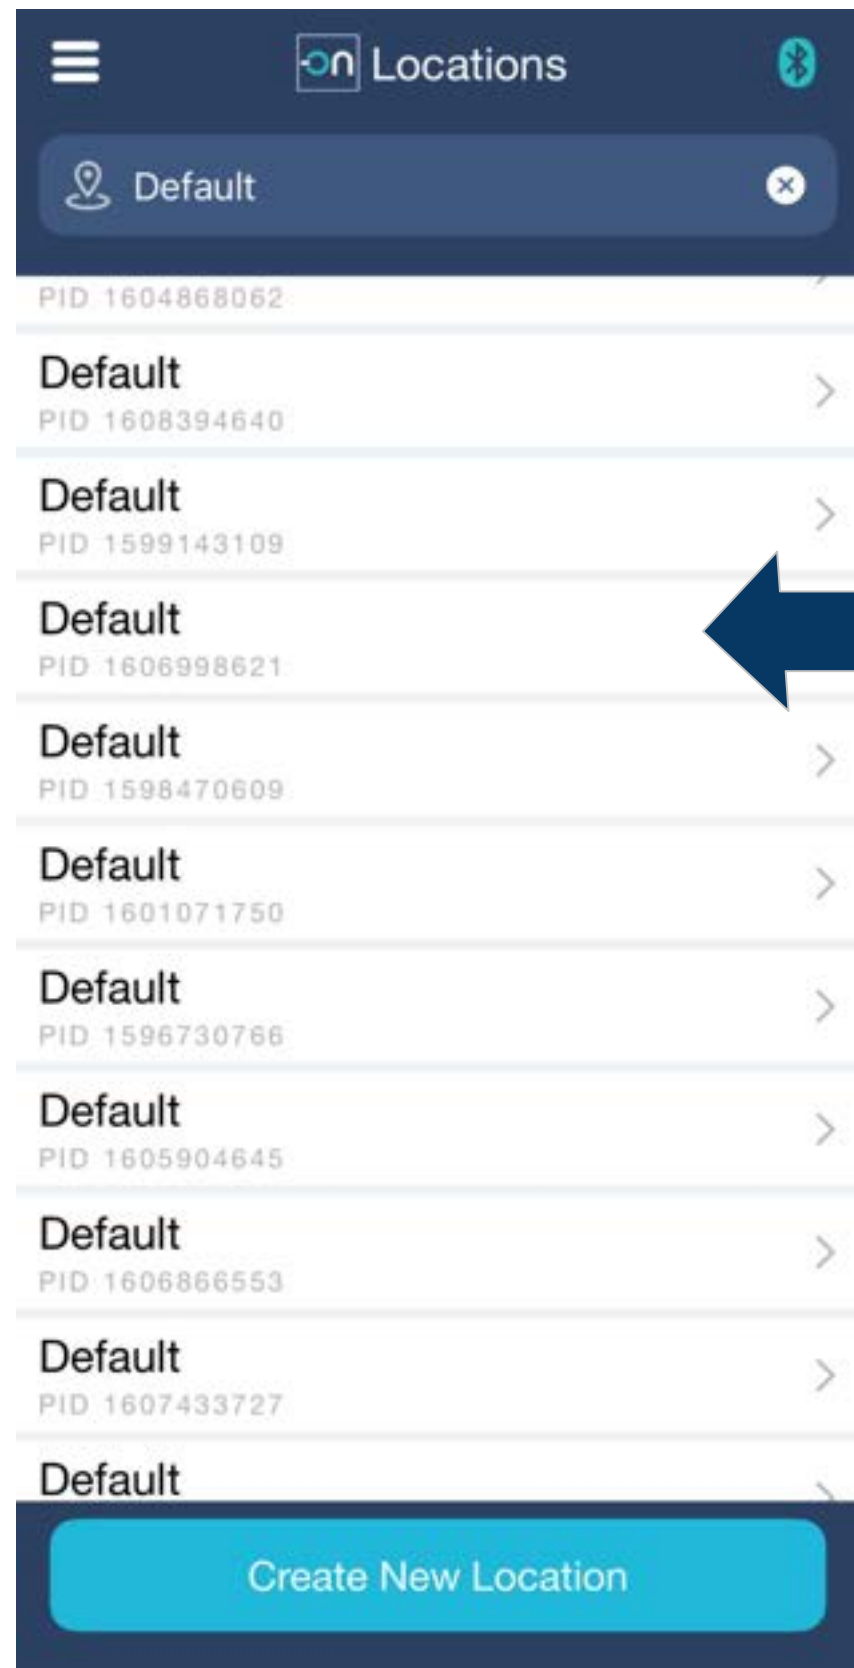 on Locations
Default
PID 1604868062
Default
PID 1608394640
Default
PID 1599143109
Default
PID 1606998621
Default
PID 1598470609
Default
PID 1601071750
Default
PID 1596730766
Default
PID 1605904645
Default
PID 1606866553
Default
PID 1607433727
Default
Create New Location